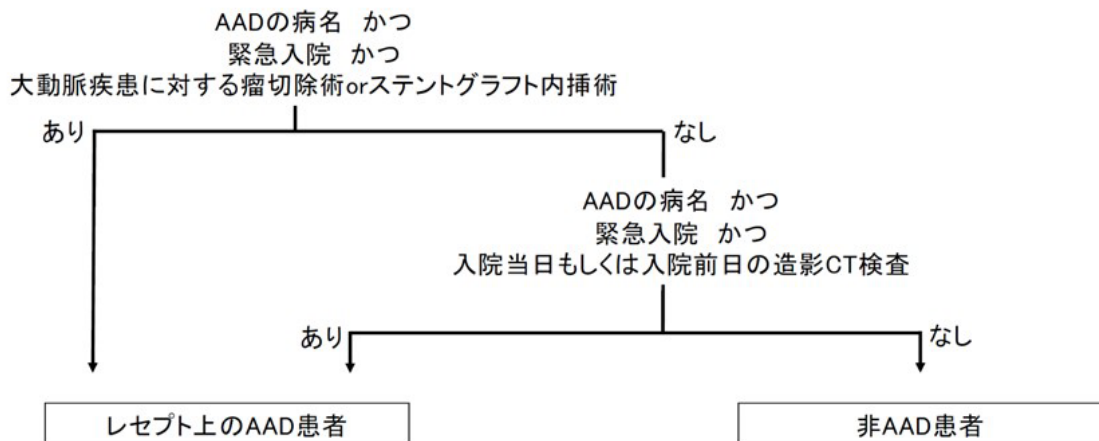 AADの病名　かつ
緊急入院　かつ
大動脈疾患に対する瘤切除術orステントグラフト内挿術
あり
なし
AADの病名　かつ
緊急入院　かつ
入院当日もしくは入院前日の造影CT検査
あり
なし
レセプト上のAAD患者
非AAD患者